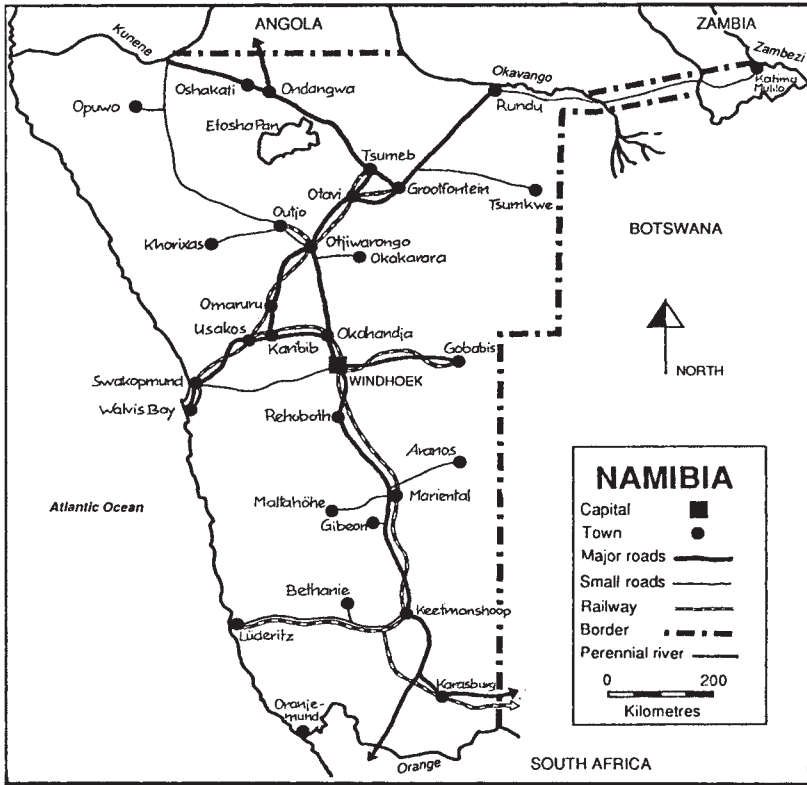 ANGOLA
ZAMBIA
Kunene
Zambezi
Okavango
Katima
Mulilo
Oshakati
Ondangwa
Rundu
Opuwo
Etosha Pan
Tsumeb
Otavi
Grootfontein
Tsumkwe
Outjo
BOTSWANA
Khorixas
Otjiwarongo
Okakarara
Omaruru
Usakos
Karibib
Okahandja
Gobabis
Swakopmund
WINDHOEK
NORTH
Walvis Bay
Rehoboth
Aranos
Atlantic Ocean
Maltahöhe
Mariental
Gibeon
Bethanie
Keetmanshoop
Lüderitz
Karasburg
Oranje-
mund
Orange
SOUTH AFRICA
NAMIBIA
Capital
Town
Major roads
Small roads
Railway
Border
Perennial river
0 200
Kilometres